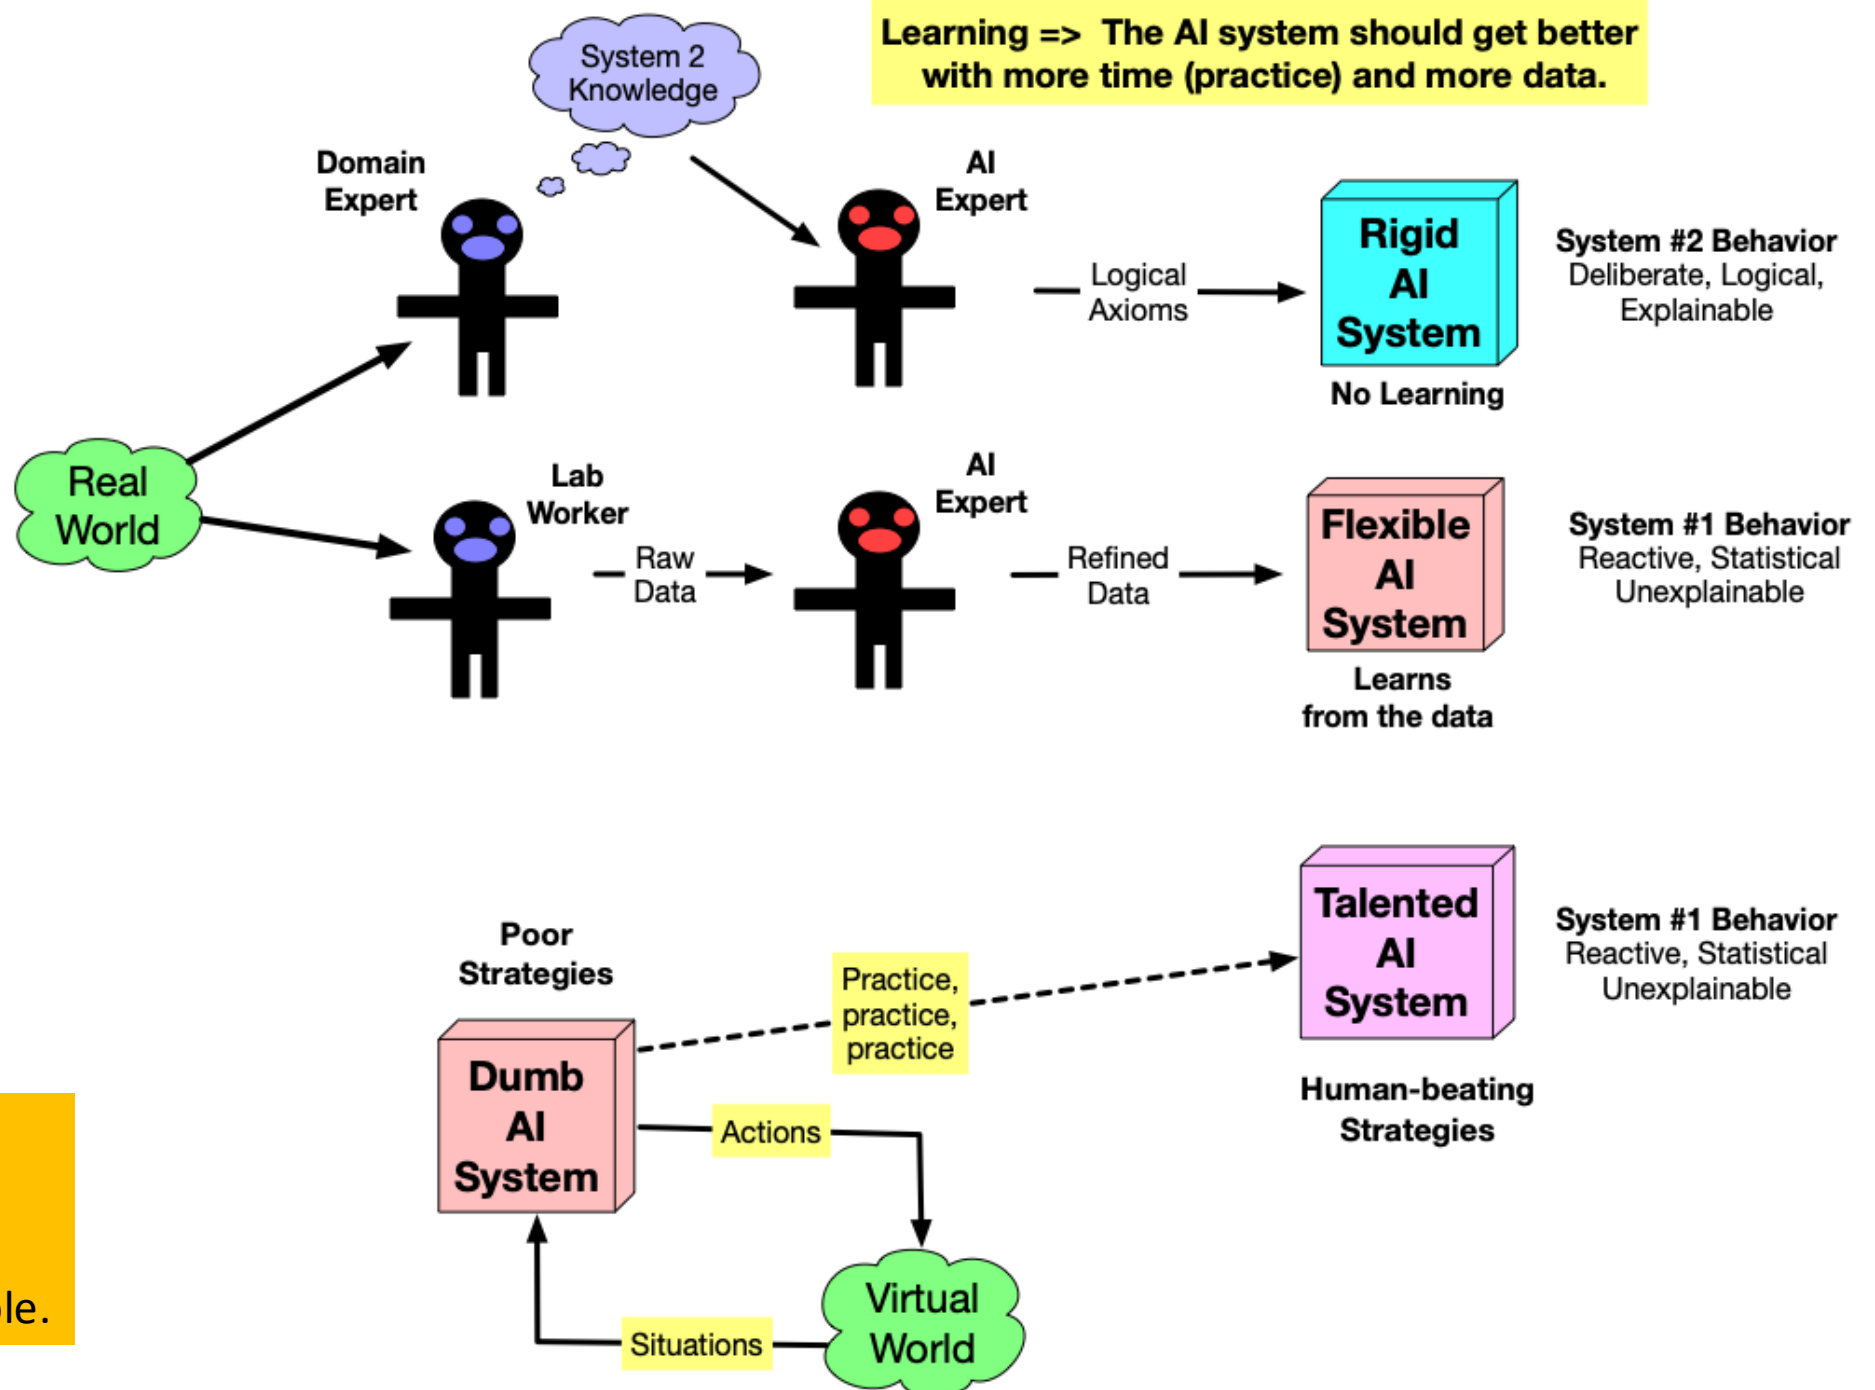 Learning => The AI system should get better
with more time (practice) and more data.
System 2
Knowledge
Domain
Expert
AI
Expert
Logical
Axioms
Rigid
AI
System
No Learning
System #2 Behavior
Deliberate, Logical,
Explainable
Real
World
Lab
Worker
Raw
Data
AI
Expert
Refined
Data
Flexible
AI
System
Learns
from the data
System #1 Behavior
Reactive, Statistical
Unexplainable
Poor
Strategies
Dumb
AI
System
Practice,
practice,
practice
Talented
AI
System
Human-beating
Strategies
System #1 Behavior
Reactive, Statistical
Unexplainable
Actions
Situations
Virtual
World